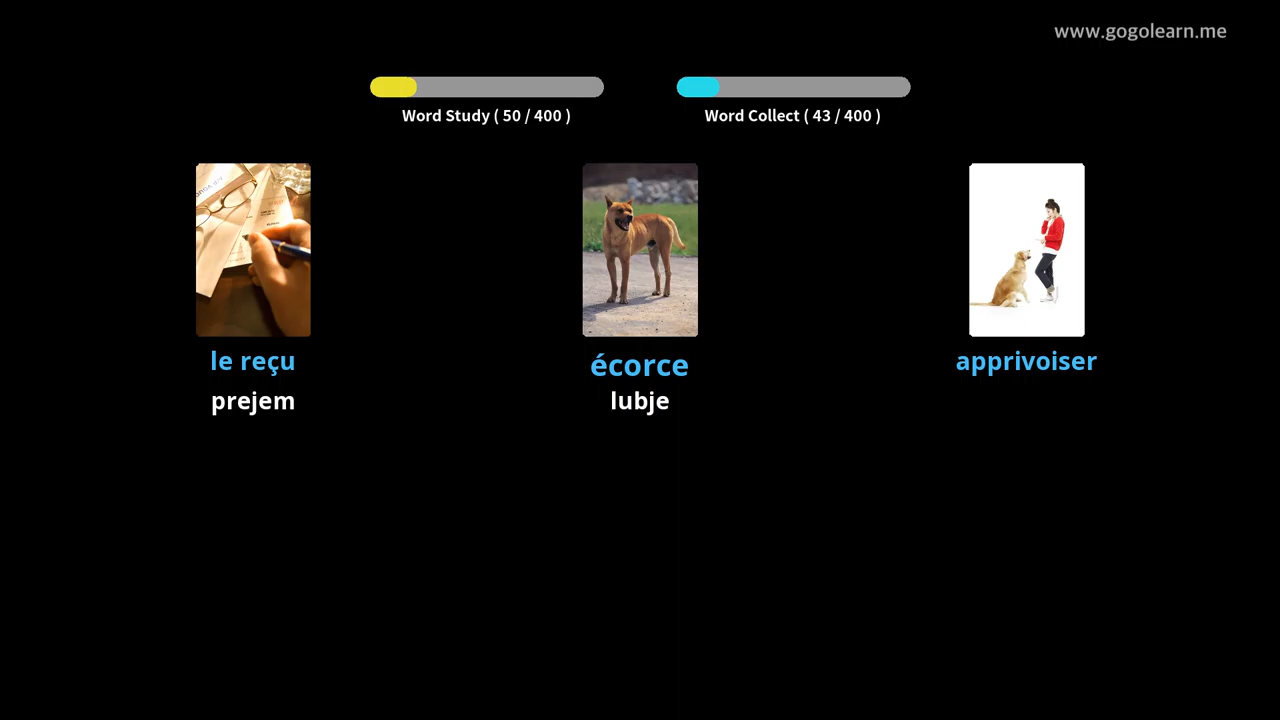 www.gogolearn.me
Word Study ( 50 / 400 )
Word Collect ( 43 / 400 )
le reçu
écorce
apprivoiser
prejem
lubje